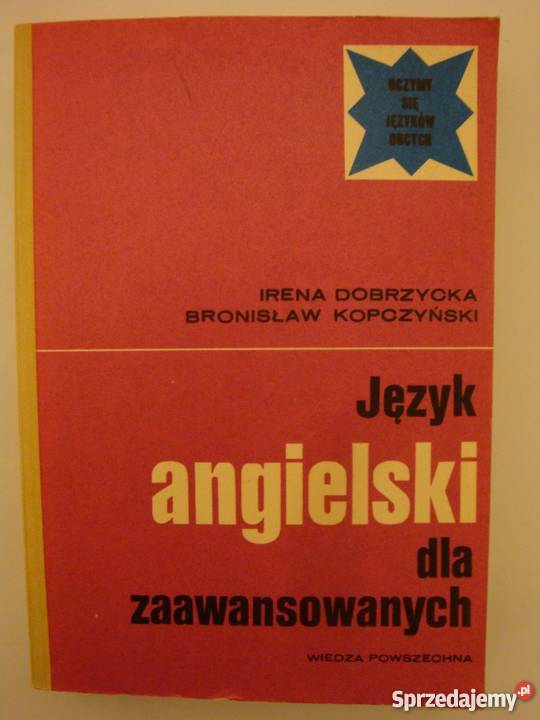 UCZYMY
SIĘ
JĘZYKÓW
OBCYCH
IRENA DOBRZYCKA
BRONISŁAW KOPCZYŃSKI
Język
angielski
dla
zaawansowanych
WIEDZA POWSZECHNA
Sprzedajemy.pl